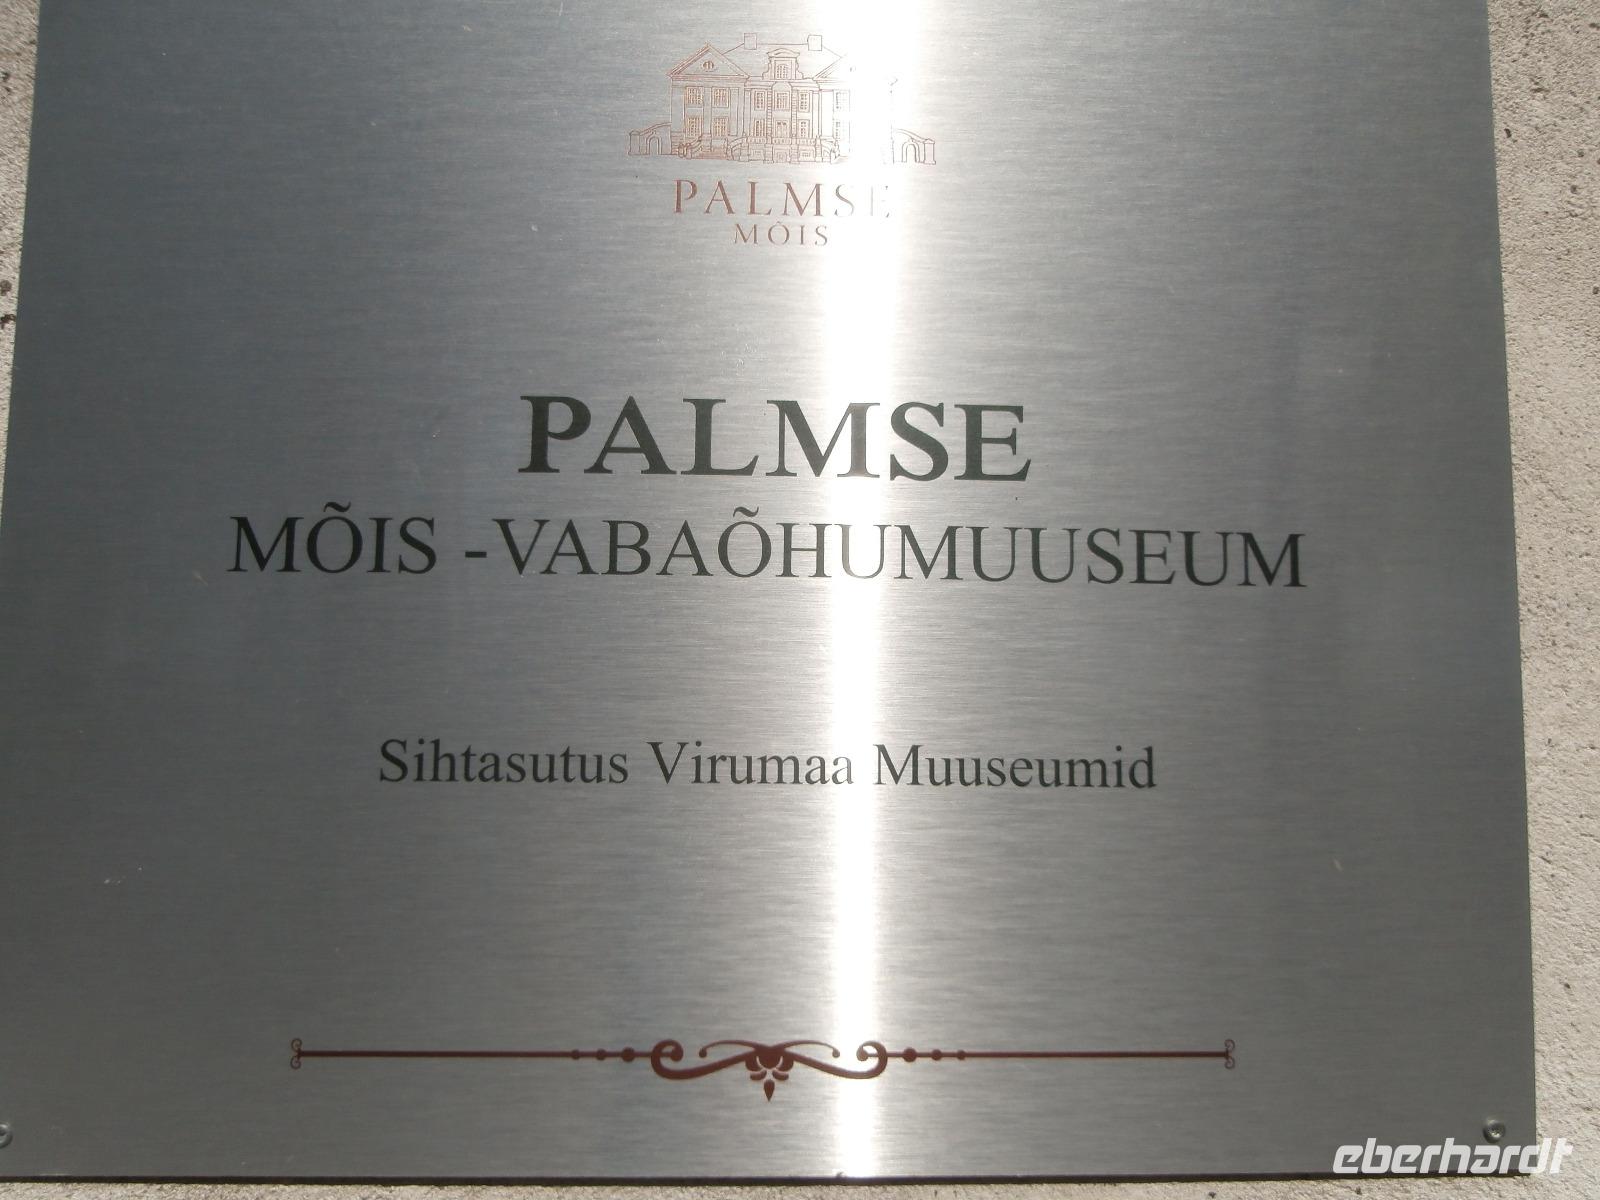 PALMSE
MÕIS
PALMSE
MÕIS -VABAÕHUMUUSEUM
Sihtasutus Virumaa Muuseumid
eberhardt